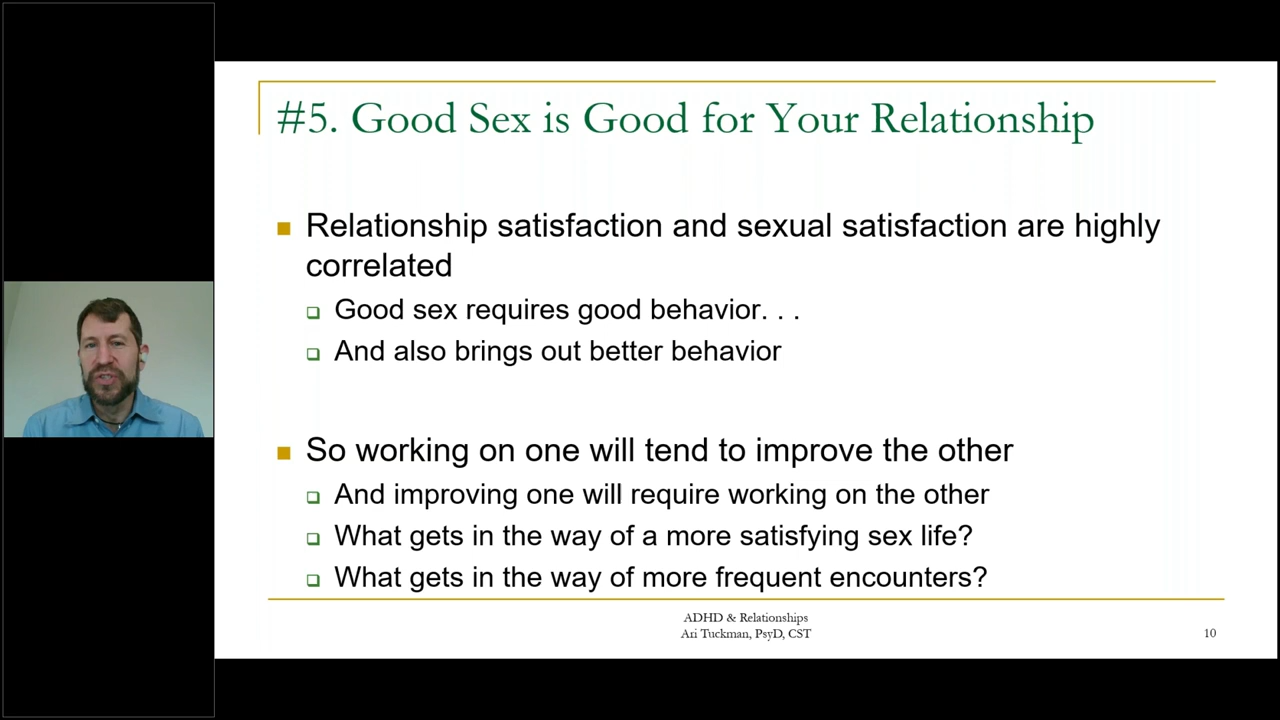 #5. Good Sex is Good for Your Relationship
Relationship satisfaction and sexual satisfaction are highly
correlated
Good sex requires good behavior. . .
And also brings out better behavior
So working on one will tend to improve the other
And improving one will require working on the other
What gets in the way of a more satisfying sex life?
What gets in the way of more frequent encounters?
ADHD & Relationships
Ari Tuckman, PsyD, CST
10